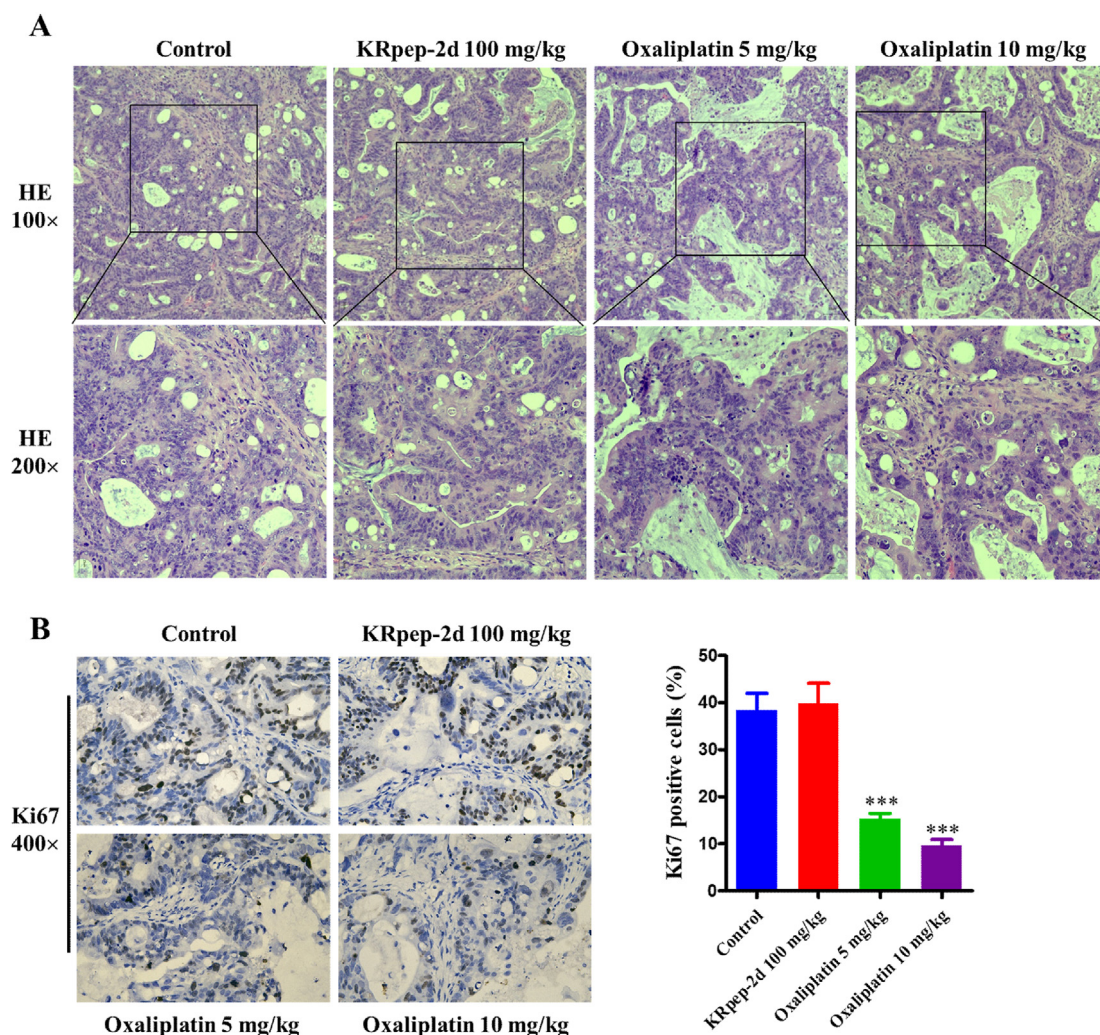 A
Control
KRpep-2d 100 mg/kg
Oxaliplatin 5 mg/kg
Oxaliplatin 10 mg/kg
HE
100×
HE
200×
B
Control
KRpep-2d 100 mg/kg
Ki67
400×
Oxaliplatin 5 mg/kg
Oxaliplatin 10 mg/kg
Ki67 positive cells (%)
50
40
30
20
10
0
***
***
Control
KRpep-2d 100 mg/kg
Oxaliplatin 5 mg/kg
Oxaliplatin 10 mg/kg